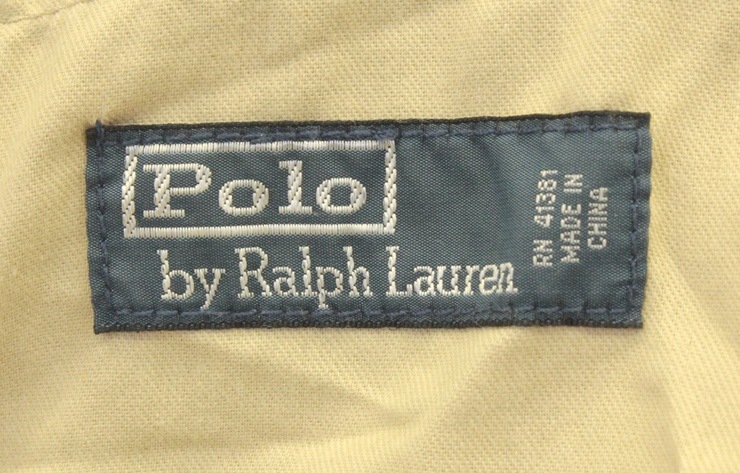 Polo
by Ralph Lauren
RN 41381
MADE IN
CHINA